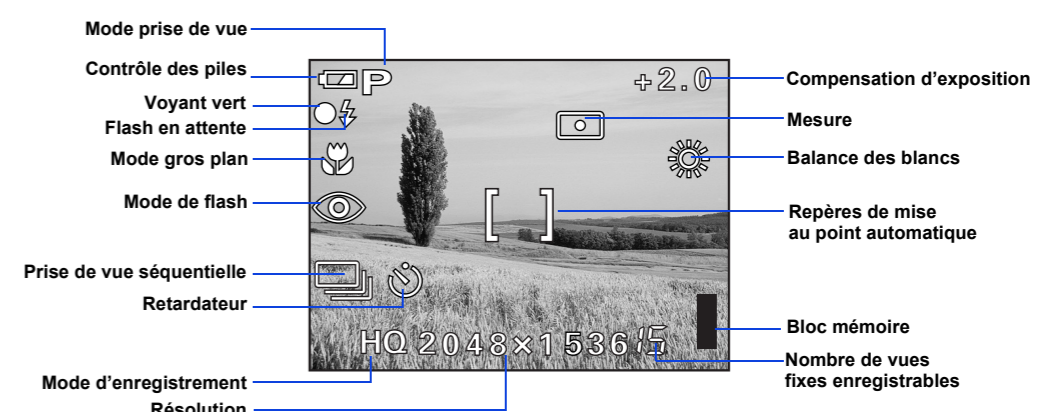 Mode prise de vue
Contrôle des piles
Voyant vert
Flash en attente
Mode gros plan
Mode de flash
Prise de vue séquentielle
Retardateur
Mode d'enregistrement
Résolution
P
+2.0
HQ 2048×1536 15
Compensation d'exposition
Mesure
Balance des blancs
Repères de mise
au point automatique
Bloc mémoire
Nombre de vues
fixes enregistrables